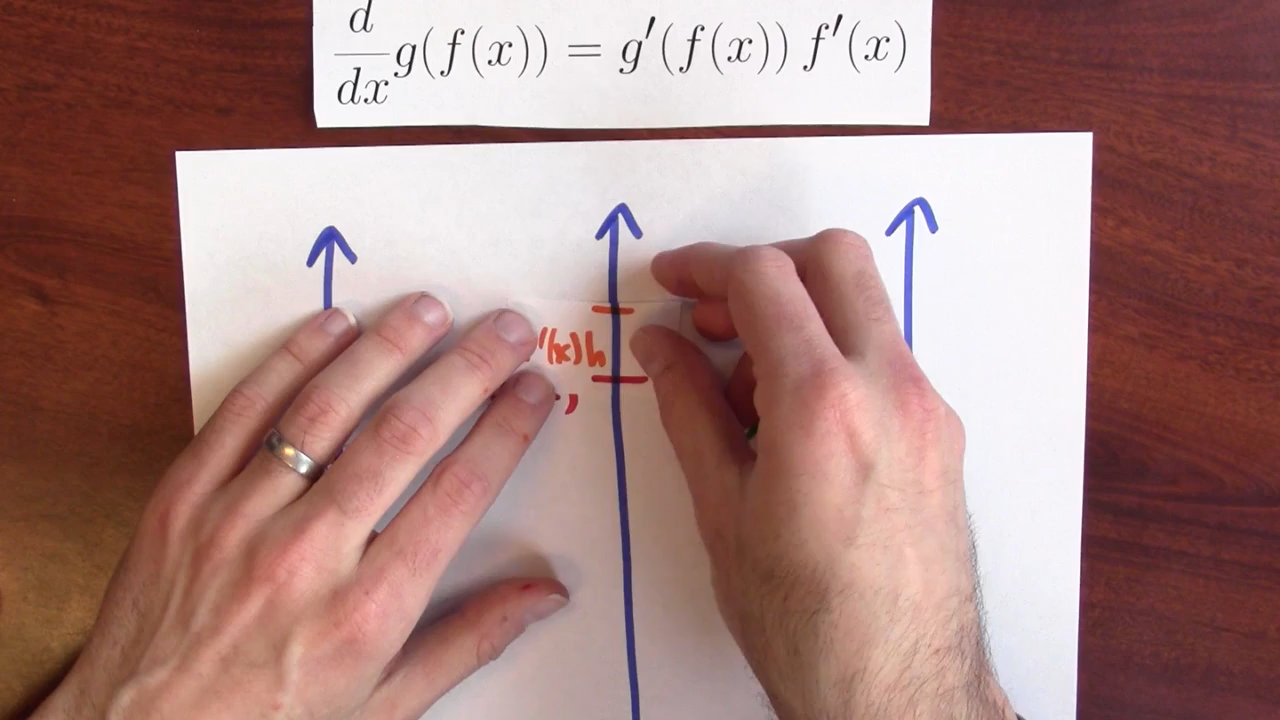 d/dx g(f(x)) = g′(f(x)) f′(x)
′(x)h